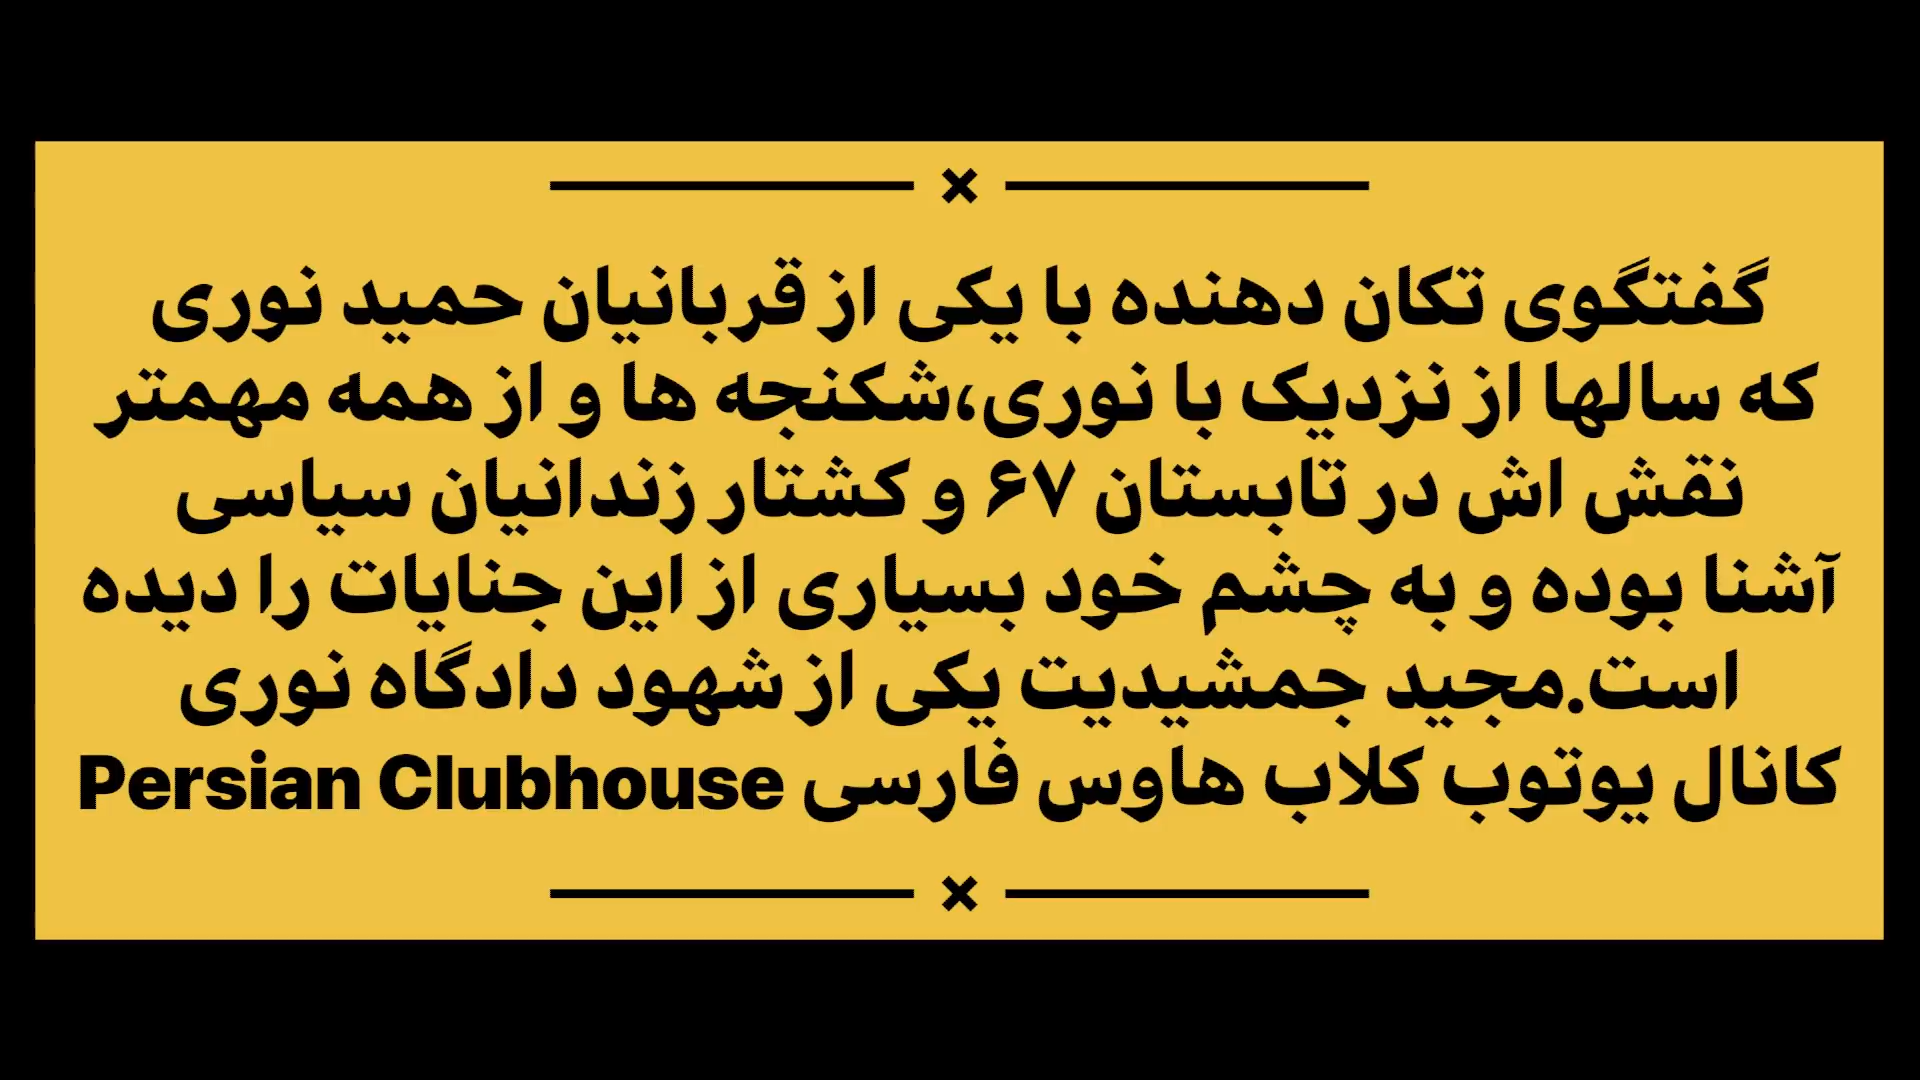 گفتگوی تکان دهنده با یکی از قربانیان حمید نوری
که سالها از نزدیک با نوری،شکنجه ها و از همه مهمتر
نقش اش در تابستان ۶۷ و کشتار زندانیان سیاسی
آشنا بوده و به چشم خود بسیاری از این جنایات را دیده
است.مجید جمشیدیت یکی از شهود دادگاه نوری
کانال یوتوب کلاب هاوس فارسی Persian Clubhouse